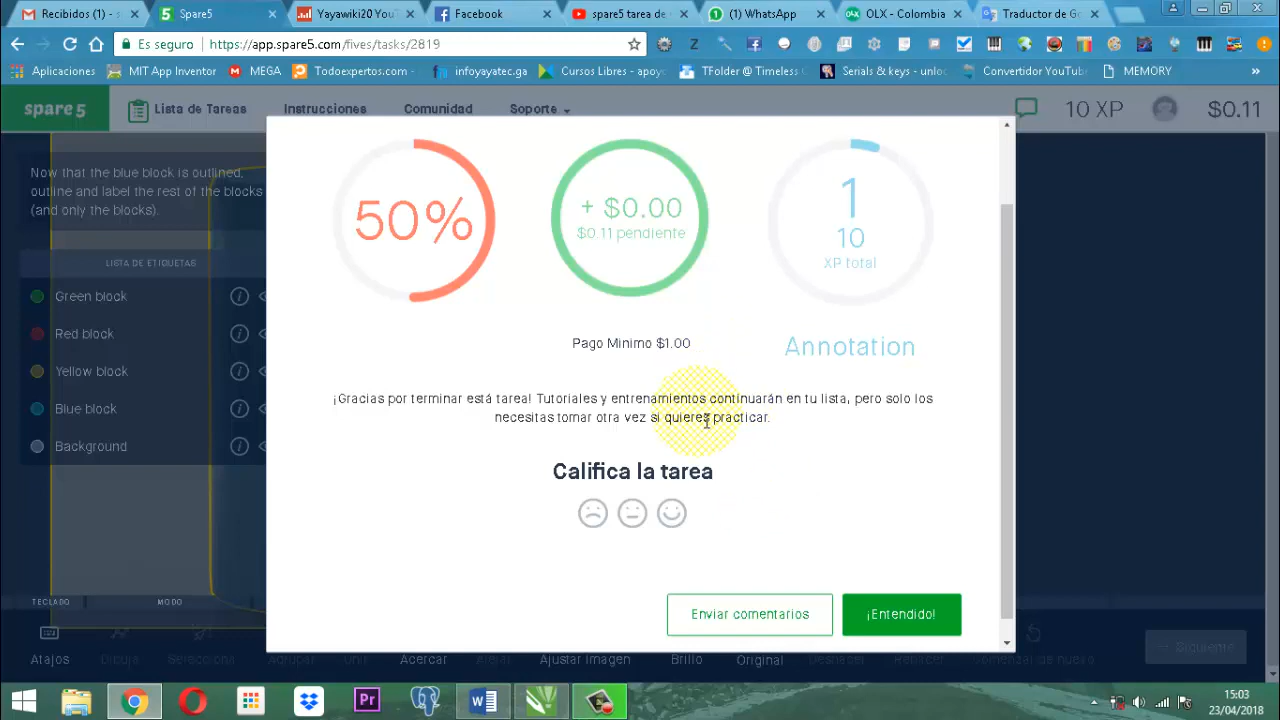 Recibidos (1) -
Spare5
Yayawiki20 YouT
Facebook
spare5 tarea de
(1) WhatsApp
OLX - Colombia
Traductor de Go
Es seguro
https://app.spare5.com/fives/tasks/2819
Aplicaciones
MIT App Inventor
MEGA
Todoexpertos.com -
infoyayatec.ga
Cursos Libres - apoyo
TFolder @ Timeless
Serials & keys - unloc
Convertidor YouTub
MEMORY
»
spare5
Lista de Tareas
Instrucciones
Comunidad
Soporte
10 XP
$0.11
Now that the blue block is outlined,
outline and label the rest of the blocks
(and only the blocks).
LISTA DE ETIQUETAS
Green block
Red block
Yellow block
Blue block
Background
50%
+ $0.00
$0.11 pendiente
1
10
XP total
Pago Minimo $1.00
Annotation
¡Gracias por terminar está tarea! Tutoriales y entrenamientos continuarán en tu lista, pero solo los
necesitas tomar otra vez si quieres practicar.
Califica la tarea
Enviar comentarios
¡Entendido!
TECLADO
MODO
Atajos
Dibuja
Selecciona
Agrupar
Unir
Acercar
Alejar
Ajustar Imagen
Brillo
Original
Deshacer
Rehacer
Comenzar de nuevo
Siguiente
15:03
23/04/2018